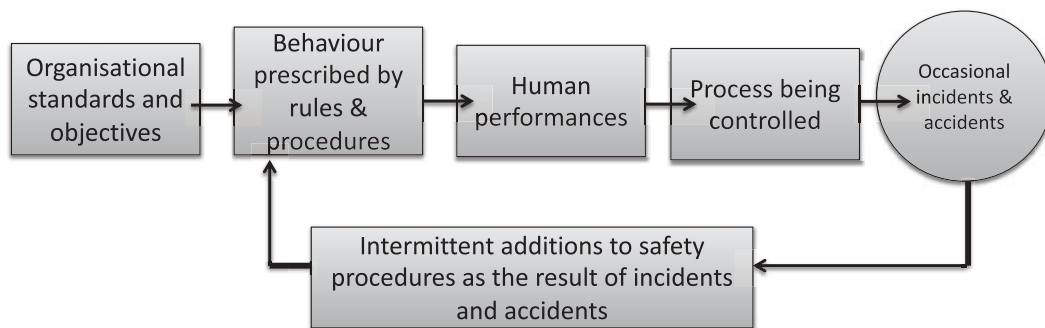 Organisational
standards and
objectives
Behaviour
prescribed by
rules &
procedures
Human
performances
Process being
controlled
Occasional
incidents &
accidents
Intermittent additions to safety
procedures as the result of incidents
and accidents